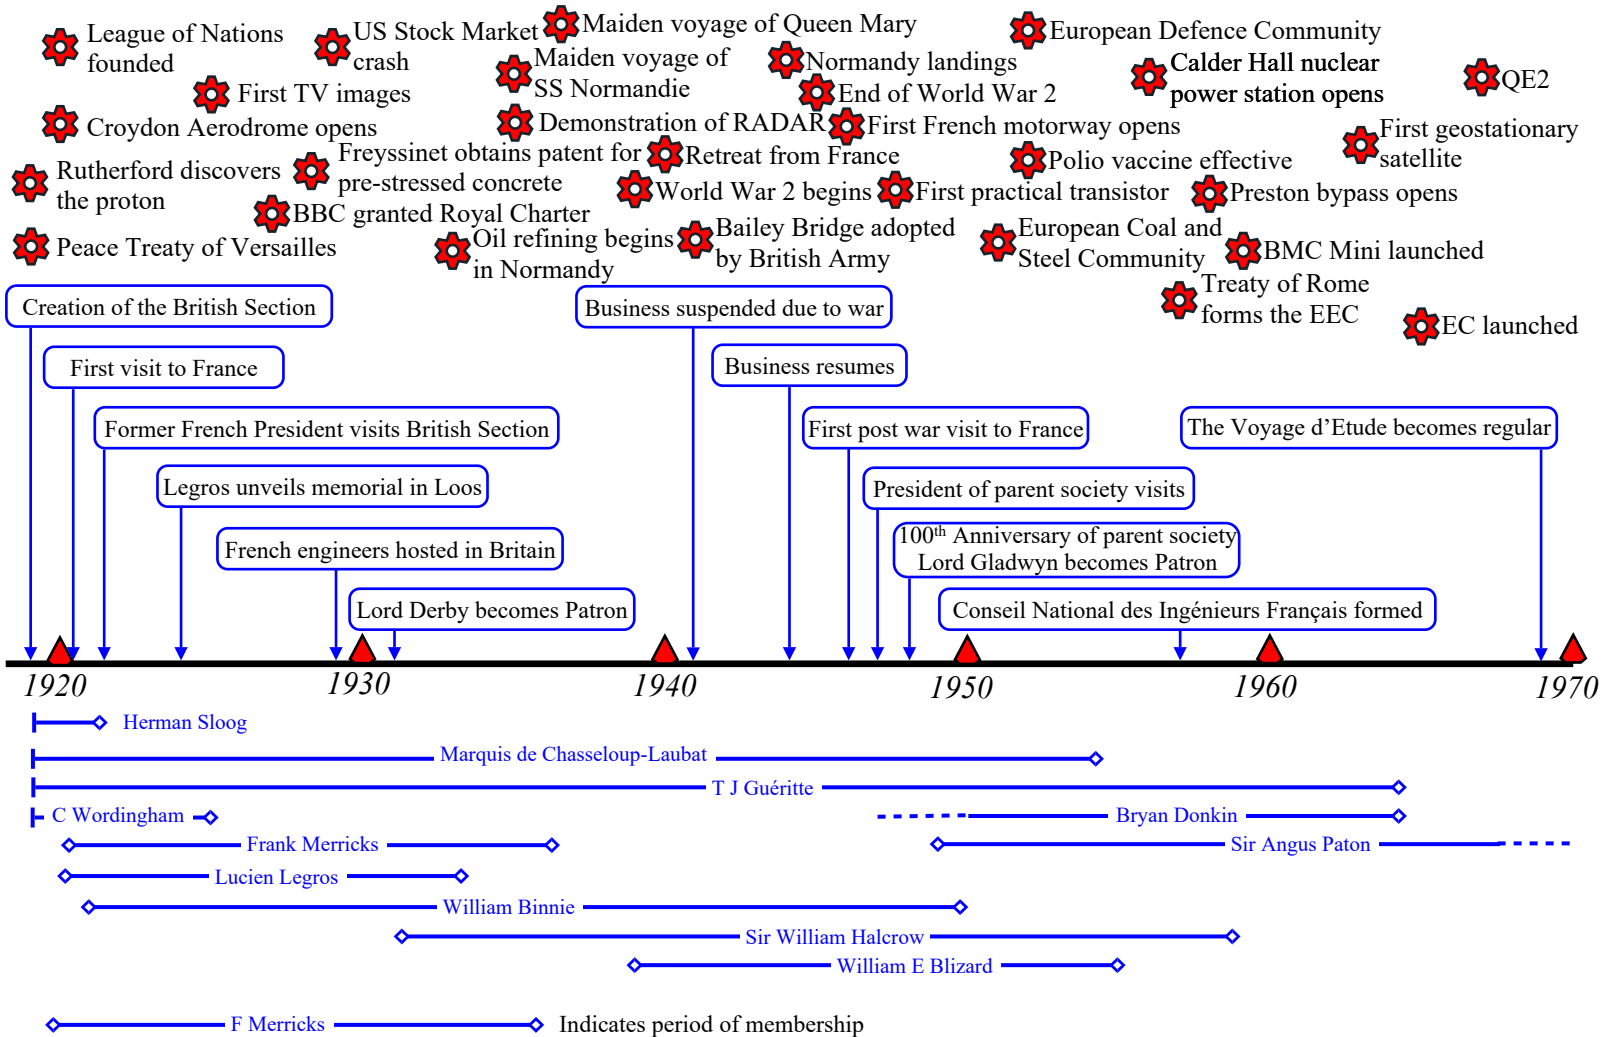 League of Nations
founded
US Stock Market
crash
Maiden voyage of Queen Mary
European Defence Community
First TV images
Maiden voyage of
SS Normandie
Normandy landings
Calder Hall nuclear
power station opens
QE2
End of World War 2
Croydon Aerodrome opens
Demonstration of RADAR
First French motorway opens
First geostationary
satellite
Rutherford discovers
the proton
Freyssinet obtains patent for
pre-stressed concrete
Retreat from France
Polio vaccine effective
World War 2 begins
First practical transistor
Preston bypass opens
BBC granted Royal Charter
Peace Treaty of Versailles
Oil refining begins
in Normandy
Bailey Bridge adopted
by British Army
European Coal and
Steel Community
BMC Mini launched
Treaty of Rome
forms the EEC
EC launched
Creation of the British Section
Business suspended due to war
First visit to France
Business resumes
Former French President visits British Section
First post war visit to France
The Voyage d’Etude becomes regular
Legros unveils memorial in Loos
President of parent society visits
French engineers hosted in Britain
100th Anniversary of parent society
Lord Gladwyn becomes Patron
Lord Derby becomes Patron
Conseil National des Ingénieurs Français formed
1920
1930
1940
1950
1960
1970
Herman Sloog
Marquis de Chasseloup-Laubat
T J Guéritte
C Wordingham
Bryan Donkin
Frank Merricks
Sir Angus Paton
Lucien Legros
William Binnie
Sir William Halcrow
William E Blizard
F Merricks
Indicates period of membership